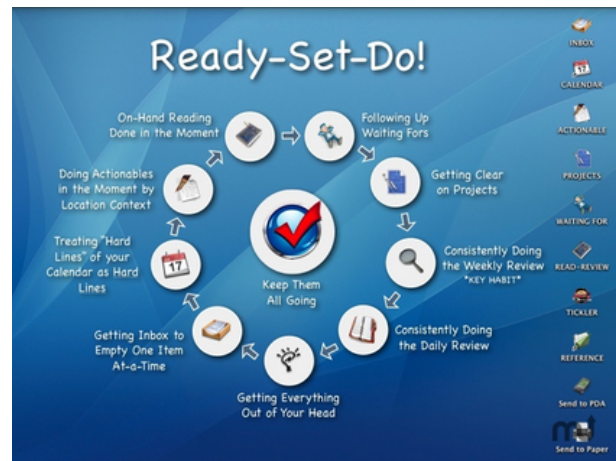 Ready-Set-Do!
On-Hand Reading
Done in the Moment
Following Up
Waiting Fors
Doing Actionables
in the Moment by
Location Context
Getting Clear
on Projects
Treating "Hard
Lines" of your
Calendar as Hard
Lines
17
Keep Them
All Going
Consistently Doing
the Weekly Review
*KEY HABIT*
Getting Inbox to
Empty One Item
At-a-Time
Consistently Doing
the Daily Review
Getting Everything
Out of Your Head
INBOX
17
CALENDAR
ACTIONABLE
PROJECTS
WAITING FOR
READ-REVIEW
TICKLER
REFERENCE
Send to PDA
Send to Paper